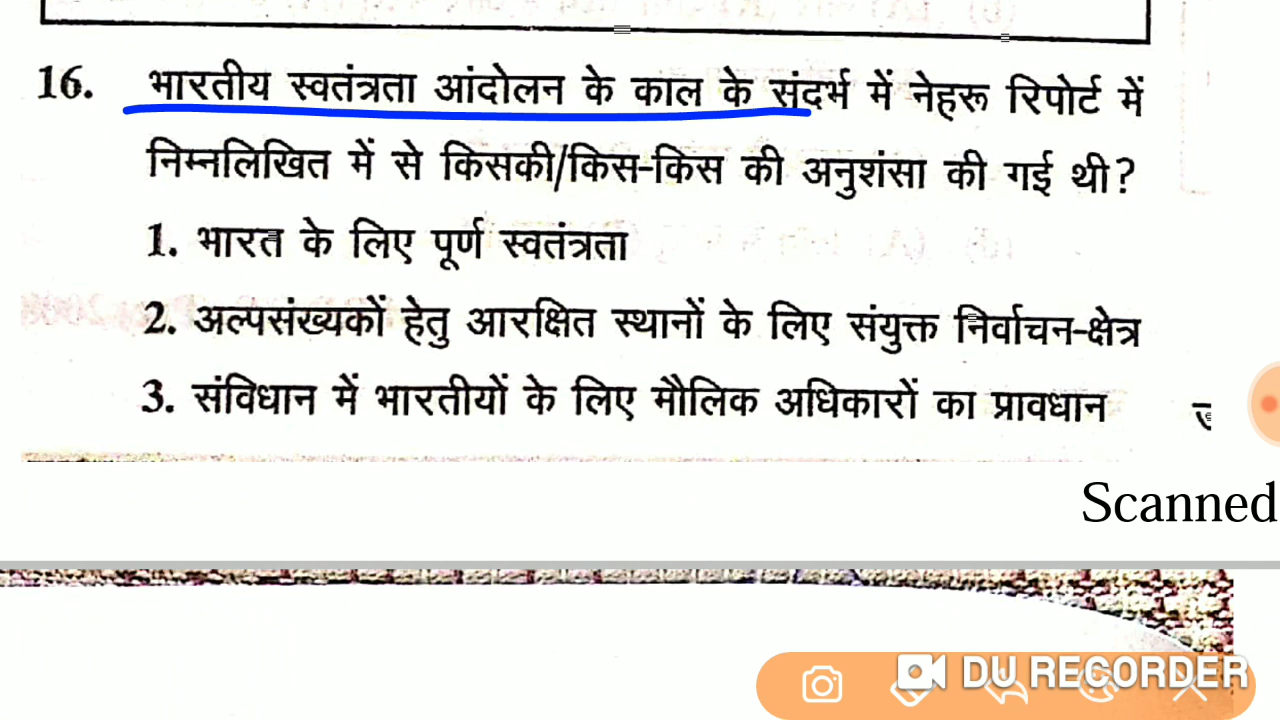 16. भारतीय स्वतंत्रता आंदोलन के काल के संदर्भ में नेहरू रिपोर्ट में
निम्नलिखित में से किसकी/किस-किस की अनुशंसा की गई थी?
1. भारत के लिए पूर्ण स्वतंत्रता
2. अल्पसंख्यकों हेतु आरक्षित स्थानों के लिए संयुक्त निर्वाचन-क्षेत्र
3. संविधान में भारतीयों के लिए मौलिक अधिकारों का प्रावधान
Scanned
DU RECORDER